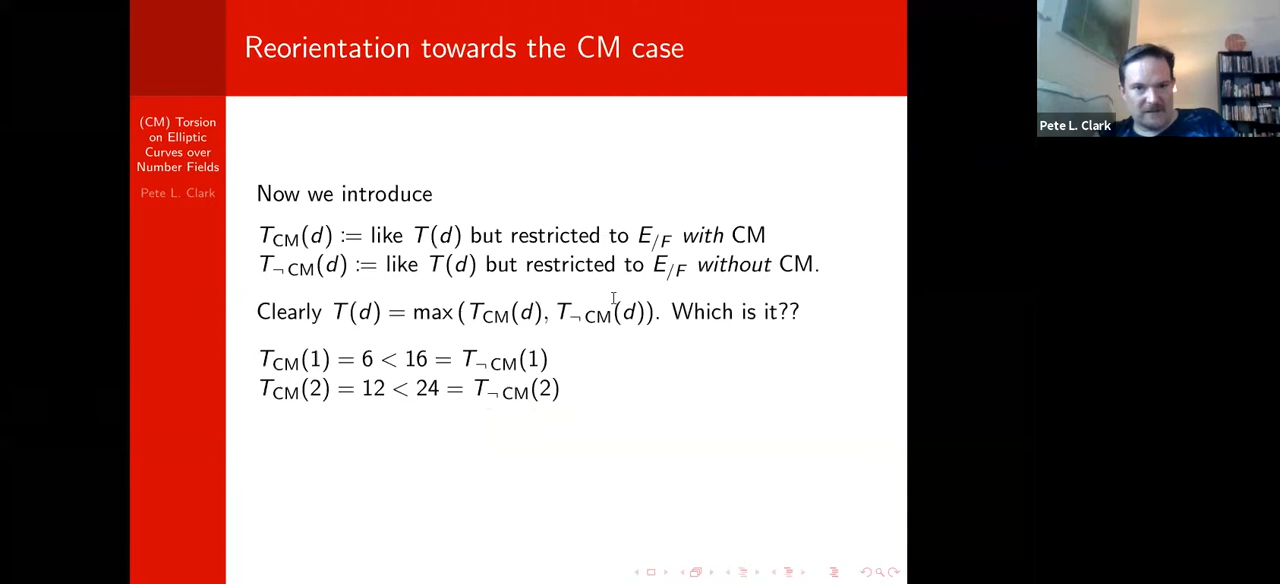 Reorientation towards the CM case
(CM) Torsion
on Elliptic
Curves over
Number Fields
Pete L. Clark
Now we introduce
T_CM(d) := like T(d) but restricted to E_/F with CM
T_¬CM(d) := like T(d) but restricted to E_/F without CM.
Clearly T(d) = max (T_CM(d), T_¬CM(d)). Which is it??
T_CM(1) = 6 < 16 = T_¬CM(1)
T_CM(2) = 12 < 24 = T_¬CM(2)
Pete L. Clark